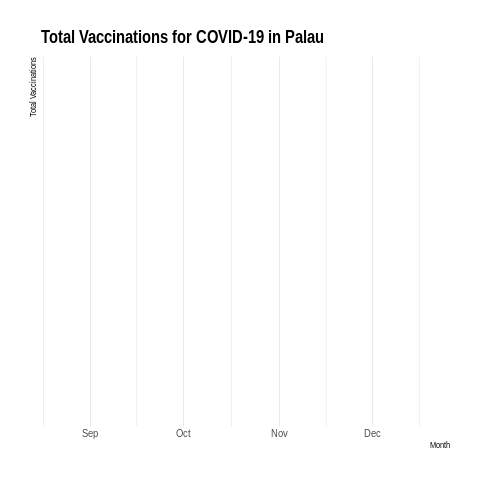 Total Vaccinations for COVID-19 in Palau
Total Vaccinations
Sep Oct Nov Dec
Month